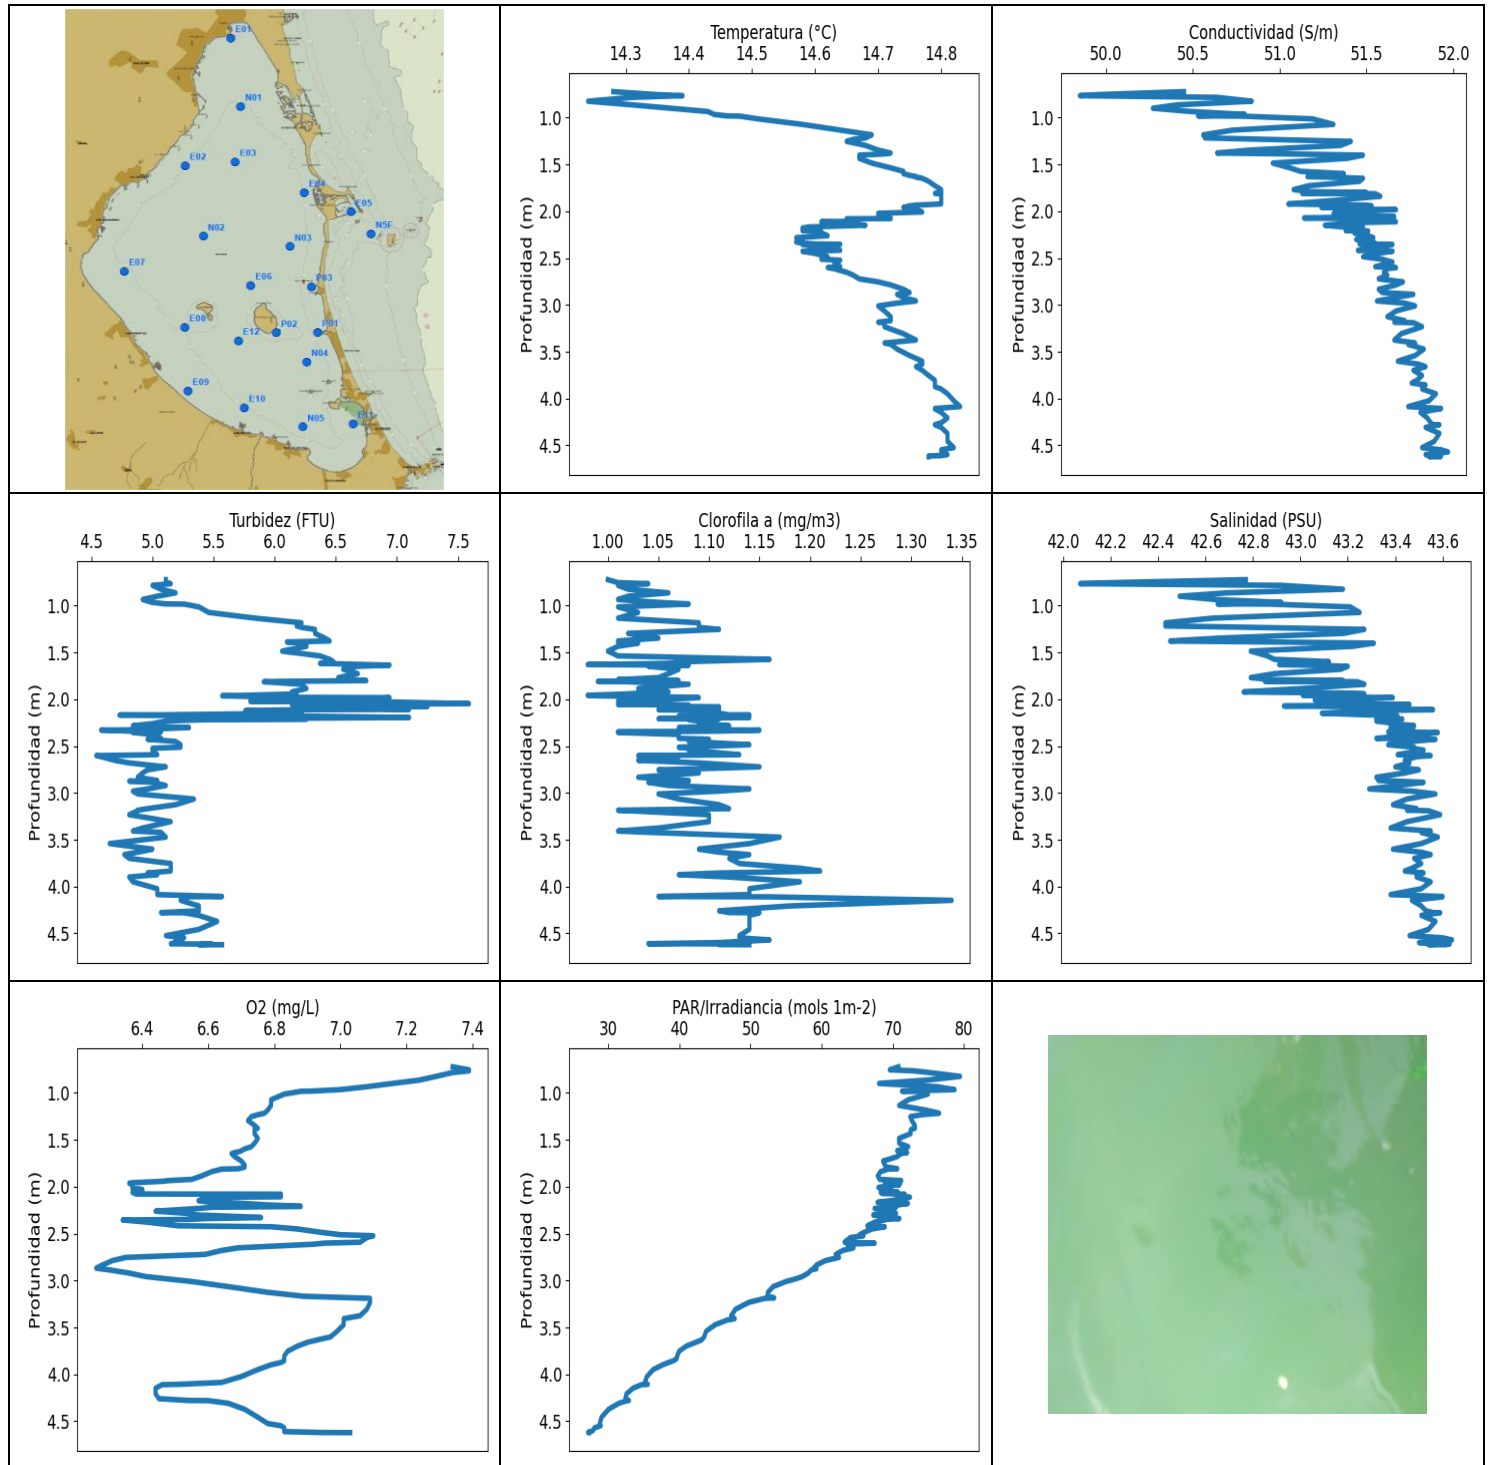 E01
N01
E02
E03
E04
E05
N5F
N02
N03
E07
E06
P03
E08
E12
P02
P01
N04
E09
E10
N05
E11
Temperatura (°C)
14.3 14.4 14.5 14.6 14.7 14.8
Profundidad (m)
1.0
1.5
2.0
2.5
3.0
3.5
4.0
4.5
Conductividad (S/m)
50.0 50.5 51.0 51.5 52.0
Profundidad (m)
1.0
1.5
2.0
2.5
3.0
3.5
4.0
4.5
Turbidez (FTU)
4.5 5.0 5.5 6.0 6.5 7.0 7.5
Profundidad (m)
1.0
1.5
2.0
2.5
3.0
3.5
4.0
4.5
Clorofila a (mg/m3)
1.00 1.05 1.10 1.15 1.20 1.25 1.30 1.35
Profundidad (m)
1.0
1.5
2.0
2.5
3.0
3.5
4.0
4.5
Salinidad (PSU)
42.0 42.2 42.4 42.6 42.8 43.0 43.2 43.4 43.6
Profundidad (m)
1.0
1.5
2.0
2.5
3.0
3.5
4.0
4.5
O2 (mg/L)
6.4 6.6 6.8 7.0 7.2 7.4
Profundidad (m)
1.0
1.5
2.0
2.5
3.0
3.5
4.0
4.5
PAR/Irradiancia (mols 1m-2)
30 40 50 60 70 80
Profundidad (m)
1.0
1.5
2.0
2.5
3.0
3.5
4.0
4.5